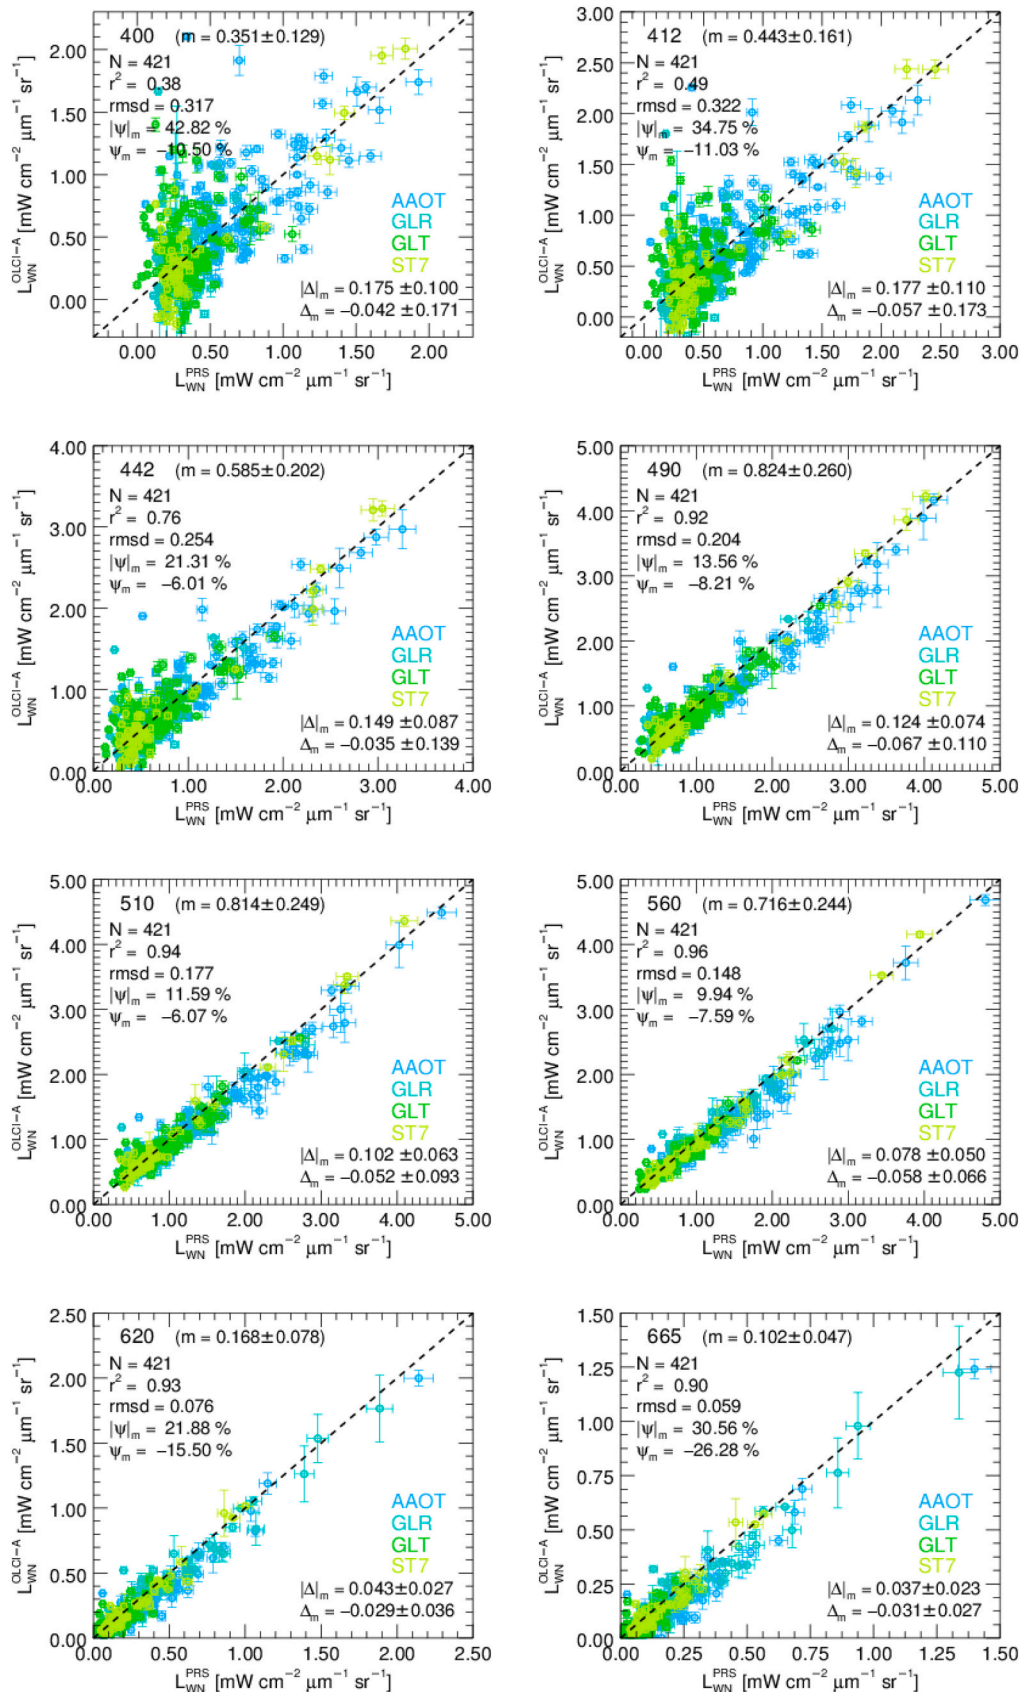 400 (m = 0.351±0.129)
N = 421
r² = 0.38
rmsd = 0.317
|ψ|m = 42.82 %
ψm = −10.50 %
AAOT
GLR
GLT
ST7
|Δ|m = 0.175 ±0.100
Δm = −0.042 ±0.171
2.00
1.50
1.00
0.50
0.00
0.00 0.50 1.00 1.50 2.00
L_WN^OLCI−A [mW cm⁻² μm⁻¹ sr⁻¹]
L_WN^PRS [mW cm⁻² μm⁻¹ sr⁻¹]
412 (m = 0.443±0.161)
N = 421
r² = 0.49
rmsd = 0.322
|ψ|m = 34.75 %
ψm = −11.03 %
AAOT
GLR
GLT
ST7
|Δ|m = 0.177 ±0.110
Δm = −0.057 ±0.173
3.00
2.50
2.00
1.50
1.00
0.50
0.00
0.00 0.50 1.00 1.50 2.00 2.50 3.00
L_WN^OLCI−A [mW cm⁻² μm⁻¹ sr⁻¹]
L_WN^PRS [mW cm⁻² μm⁻¹ sr⁻¹]
442 (m = 0.585±0.202)
N = 421
r² = 0.76
rmsd = 0.254
|ψ|m = 21.31 %
ψm = −6.01 %
AAOT
GLR
GLT
ST7
|Δ|m = 0.149 ±0.087
Δm = −0.035 ±0.139
4.00
3.00
2.00
1.00
0.00
0.00 1.00 2.00 3.00 4.00
L_WN^OLCI−A [mW cm⁻² μm⁻¹ sr⁻¹]
L_WN^PRS [mW cm⁻² μm⁻¹ sr⁻¹]
490 (m = 0.824±0.260)
N = 421
r² = 0.92
rmsd = 0.204
|ψ|m = 13.56 %
ψm = −8.21 %
AAOT
GLR
GLT
ST7
|Δ|m = 0.124 ±0.074
Δm = −0.067 ±0.110
5.00
4.00
3.00
2.00
1.00
0.00
0.00 1.00 2.00 3.00 4.00 5.00
L_WN^OLCI−A [mW cm⁻² μm⁻¹ sr⁻¹]
L_WN^PRS [mW cm⁻² μm⁻¹ sr⁻¹]
510 (m = 0.814±0.249)
N = 421
r² = 0.94
rmsd = 0.177
|ψ|m = 11.59 %
ψm = −6.07 %
AAOT
GLR
GLT
ST7
|Δ|m = 0.102 ±0.063
Δm = −0.052 ±0.093
5.00
4.00
3.00
2.00
1.00
0.00
0.00 1.00 2.00 3.00 4.00 5.00
L_WN^OLCI−A [mW cm⁻² μm⁻¹ sr⁻¹]
L_WN^PRS [mW cm⁻² μm⁻¹ sr⁻¹]
560 (m = 0.716±0.244)
N = 421
r² = 0.96
rmsd = 0.148
|ψ|m = 9.94 %
ψm = −7.59 %
AAOT
GLR
GLT
ST7
|Δ|m = 0.078 ±0.050
Δm = −0.058 ±0.066
5.00
4.00
3.00
2.00
1.00
0.00
0.00 1.00 2.00 3.00 4.00 5.00
L_WN^OLCI−A [mW cm⁻² μm⁻¹ sr⁻¹]
L_WN^PRS [mW cm⁻² μm⁻¹ sr⁻¹]
620 (m = 0.168±0.078)
N = 421
r² = 0.93
rmsd = 0.076
|ψ|m = 21.88 %
ψm = −15.50 %
AAOT
GLR
GLT
ST7
|Δ|m = 0.043±0.027
Δm = −0.029±0.036
2.50
2.00
1.50
1.00
0.50
0.00
0.00 0.50 1.00 1.50 2.00 2.50
L_WN^OLCI−A [mW cm⁻² μm⁻¹ sr⁻¹]
L_WN^PRS [mW cm⁻² μm⁻¹ sr⁻¹]
665 (m = 0.102±0.047)
N = 421
r² = 0.90
rmsd = 0.059
|ψ|m = 30.56 %
ψm = −26.28 %
AAOT
GLR
GLT
ST7
|Δ|m = 0.037±0.023
Δm = −0.031±0.027
1.50
1.25
1.00
0.75
0.50
0.25
0.00
0.00 0.25 0.50 0.75 1.00 1.25 1.50
L_WN^OLCI−A [mW cm⁻² μm⁻¹ sr⁻¹]
L_WN^PRS [mW cm⁻² μm⁻¹ sr⁻¹]